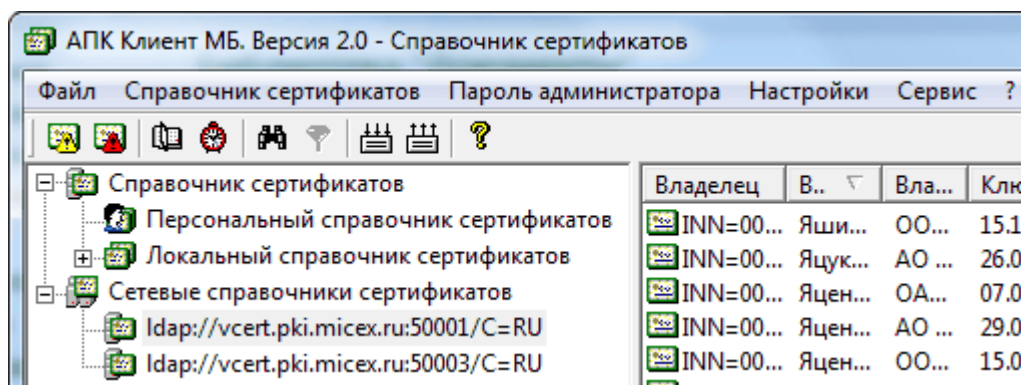 АПК Клиент МБ. Версия 2.0 - Справочник сертификатов
Файл Справочник сертификатов Пароль администратора Настройки Сервис ?
Справочник сертификатов
Персональный справочник сертификатов
Локальный справочник сертификатов
Сетевые справочники сертификатов
ldap://vcert.pki.micex.ru:50001/C=RU
ldap://vcert.pki.micex.ru:50003/C=RU
Владелец В.. Вла... Клю
INN=00... Яши... ОО... 15.1
INN=00... Яцук... АО ... 26.0
INN=00... Яцен... ОА... 07.0
INN=00... Яцен... АО ... 29.0
INN=00... Яцен... ОО... 15.0